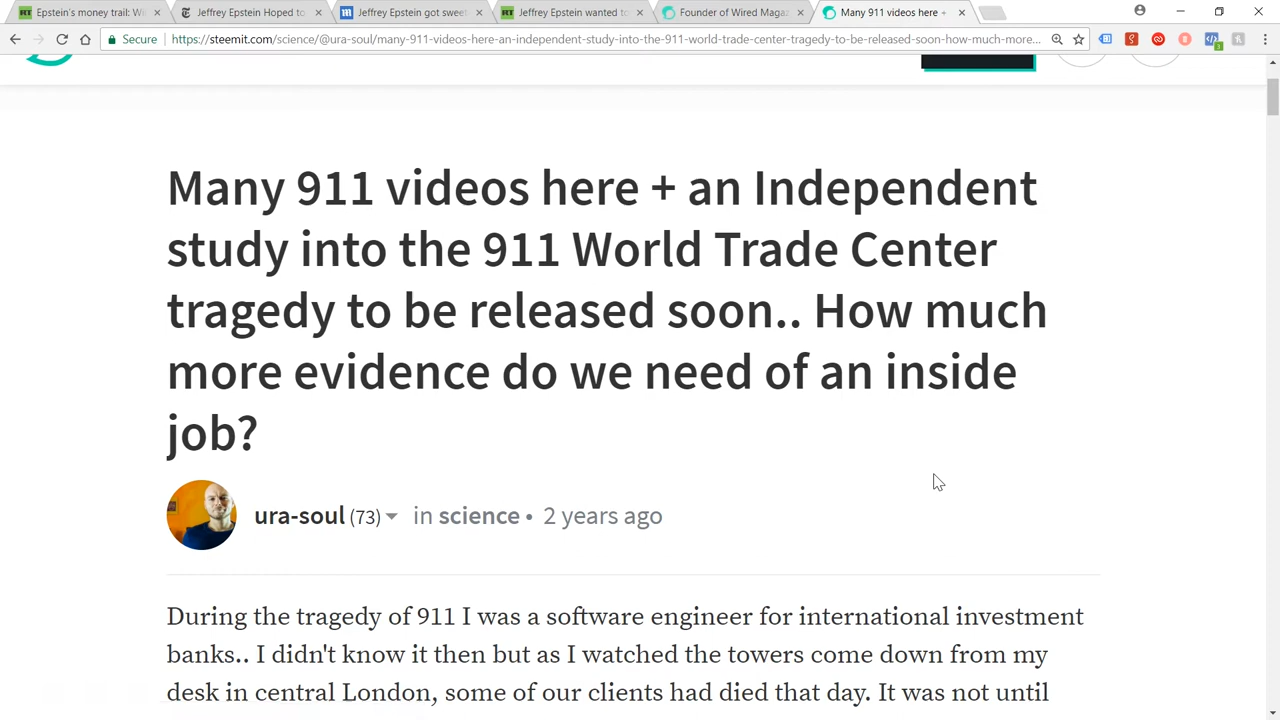 Epstein's money trail: Wi
Jeffrey Epstein Hoped to
Jeffrey Epstein got su
Jeffrey Epstein wanted to
Founder of Wired Maga
Many 911 videos here +
Secure
https://steemit.com/science/@ura-soul/many-911-videos-here-an-independent-study-into-the-911-world-trade-center-tragedy-to-be-released-soon-how-much-more...
Many 911 videos here + an Independent
study into the 911 World Trade Center
tragedy to be released soon.. How much
more evidence do we need of an inside
job?
ura-soul (73) in science • 2 years ago
During the tragedy of 911 I was a software engineer for international investment
banks.. I didn't know it then but as I watched the towers come down from my
desk in central London, some of our clients had died that day. It was not until